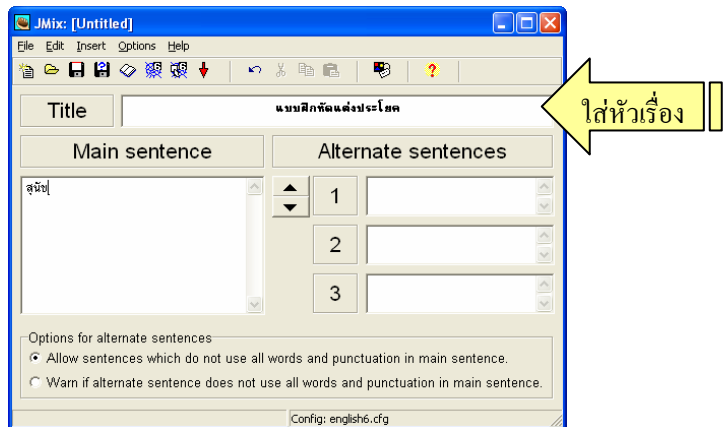 JMix: [Untitled]
File Edit Insert Options Help
Title
แบบฝึกหัดแต่งประโยค
ใส่หัวเรื่อง
Main sentence
Alternate sentences
สุนัข
1
2
3
Options for alternate sentences
Allow sentences which do not use all words and punctuation in main sentence.
Warn if alternate sentence does not use all words and punctuation in main sentence.
Config: english6.cfg